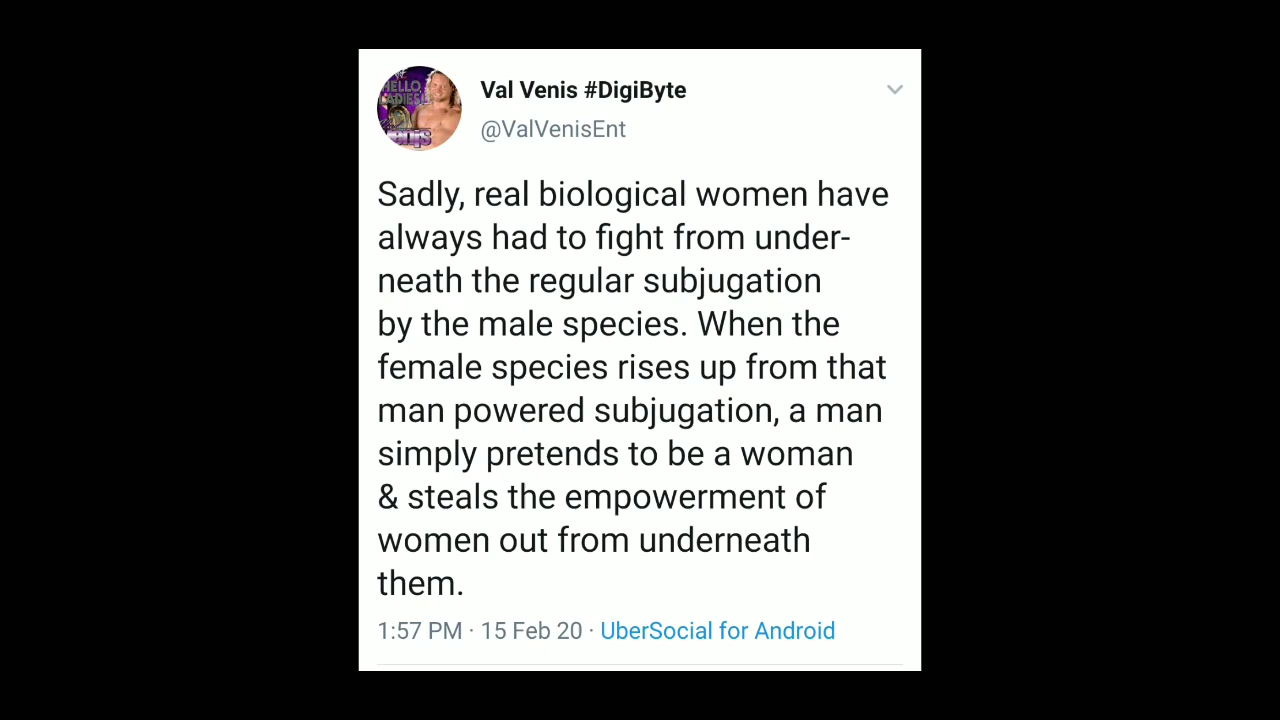 HELLO
LADIES!
Venis
Val Venis #DigiByte
@ValVenisEnt
Sadly, real biological women have
always had to fight from under-
neath the regular subjugation
by the male species. When the
female species rises up from that
man powered subjugation, a man
simply pretends to be a woman
& steals the empowerment of
women out from underneath
them.
1:57 PM · 15 Feb 20 · UberSocial for Android